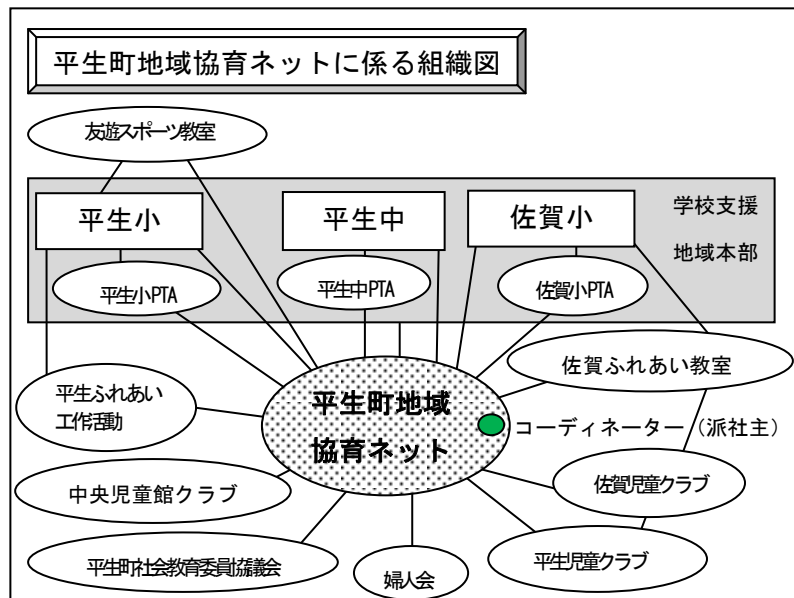 平生町地域協育ネットに係る組織図
友遊スポーツ教室
平生小
平生中
佐賀小
学校支援
地域本部
平生小PTA
平生中PTA
佐賀小PTA
佐賀ふれあい教室
平生ふれあい
工作活動
平生町地域
協育ネット
コーディネーター（派社主）
中央児童館クラブ
佐賀児童クラブ
平生町社会教育委員協議会
婦人会
平生児童クラブ